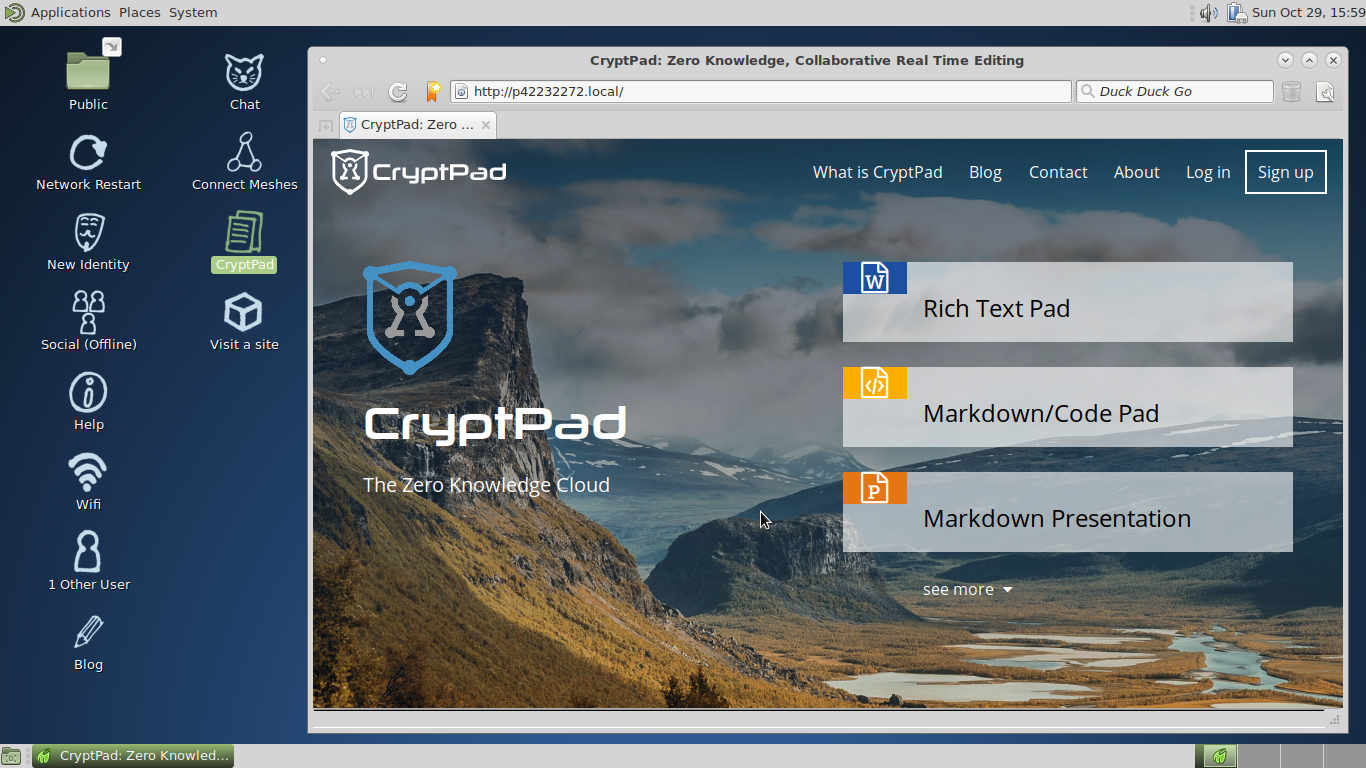 Applications Places System
Sun Oct 29, 15:59
Public
Chat
Network Restart
Connect Meshes
New Identity
CryptPad
Social (Offline)
Visit a site
Help
Wifi
1 Other User
Blog
CryptPad: Zero Knowledge, Collaborative Real Time Editing
http://p42232272.local/
Duck Duck Go
CryptPad: Zero ...
CryptPad
What is CryptPad Blog Contact About Log in Sign up
CryptPad
The Zero Knowledge Cloud
W
Rich Text Pad
</>
Markdown/Code Pad
P
Markdown Presentation
see more
CryptPad: Zero Knowled...